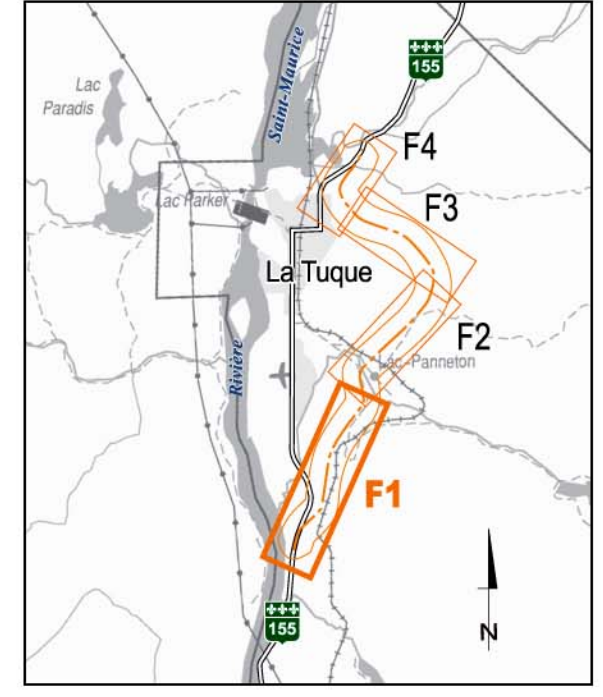 155
Saint-Maurice
Lac
Paradis
F4
Lac Parker
F3
La Tuque
F2
Lac Panneton
Rivière
F1
155
N